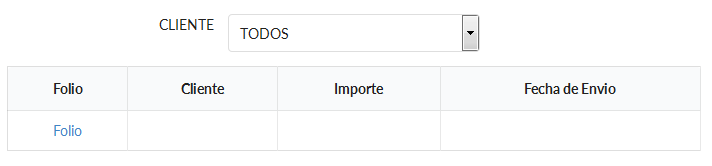 CLIENTE TODOS
Folio Cliente Importe Fecha de Envio
Folio